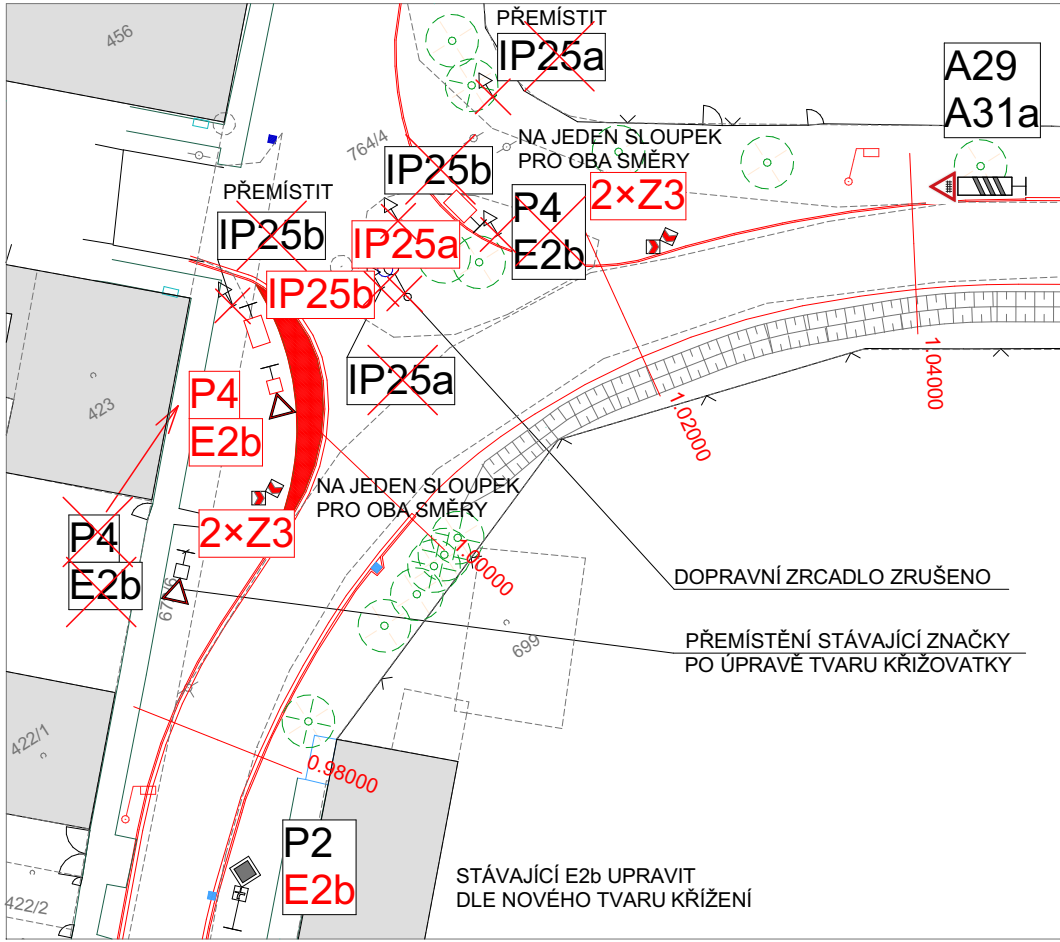 456
PŘEMÍSTIT
IP25a
A29
A31a
764/4
NA JEDEN SLOUPEK
PRO OBA SMĚRY
IP25b
2×Z3
PŘEMÍSTIT
P4
E2b
IP25b
IP25a
IP25b
IP25a
1.04000
1.02000
423
P4
E2b
NA JEDEN SLOUPEK
PRO OBA SMĚRY
2×Z3
P4
E2b
1.00000
DOPRAVNÍ ZRCADLO ZRUŠENO
699
PŘEMÍSTĚNÍ STÁVAJÍCÍ ZNAČKY
PO ÚPRAVĚ TVARU KŘIŽOVATKY
422/1
0.98000
P2
E2b
STÁVAJÍCÍ E2b UPRAVIT
DLE NOVÉHO TVARU KŘÍŽENÍ
422/2